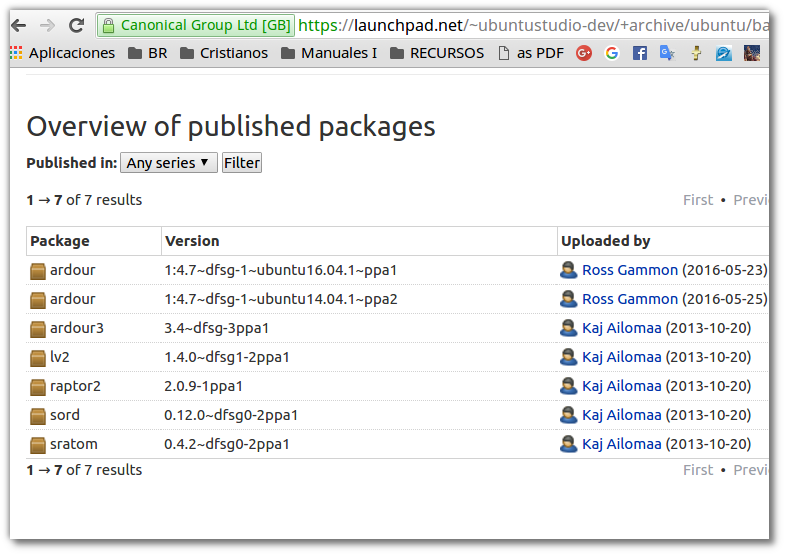 Canonical Group Ltd [GB] https://launchpad.net/~ubuntustudio-dev/+archive/ubuntu/ba
Aplicaciones BR Cristianos Manuales I RECURSOS as PDF
Overview of published packages
Published in: Any series ▼ Filter
1 → 7 of 7 results First • Previ
Package Version Uploaded by
ardour 1:4.7~dfsg-1~ubuntu16.04.1~ppa1 Ross Gammon (2016-05-23)
ardour 1:4.7~dfsg-1~ubuntu14.04.1~ppa2 Ross Gammon (2016-05-25)
ardour3 3.4~dfsg-3ppa1 Kaj Ailomaa (2013-10-20)
lv2 1.4.0~dfsg1-2ppa1 Kaj Ailomaa (2013-10-20)
raptor2 2.0.9-1ppa1 Kaj Ailomaa (2013-10-20)
sord 0.12.0~dfsg0-2ppa1 Kaj Ailomaa (2013-10-20)
sratom 0.4.2~dfsg0-2ppa1 Kaj Ailomaa (2013-10-20)
1 → 7 of 7 results First • Previ